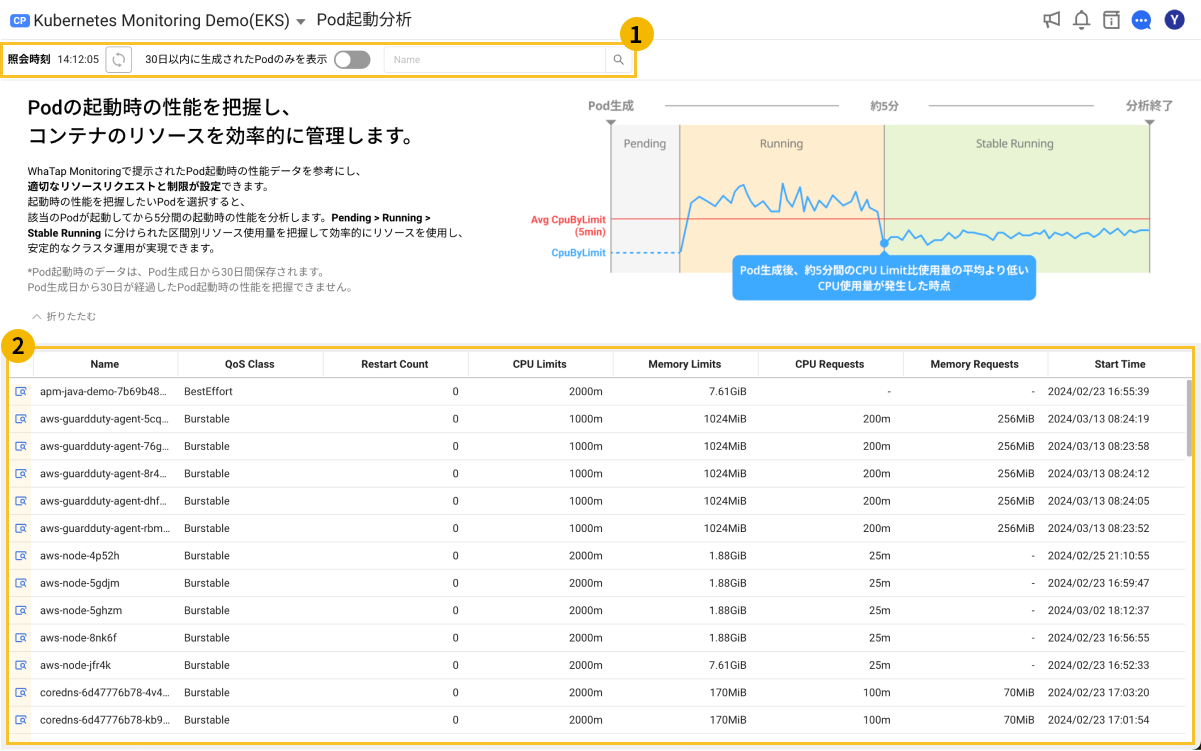 CP Kubernetes Monitoring Demo(EKS) Pod起動分析
Y
1
照会時刻 14:12:05 30日以内に生成されたPodのみを表示 Name
Podの起動時の性能を把握し、
コンテナのリソースを効率的に管理します。
WhaTap Monitoringで提示されたPod起動時の性能データを参考にし、
適切なリソースリクエストと制限が設定できます。
起動時の性能を把握したいPodを選択すると、
該当のPodが起動してから5分間の起動時の性能を分析します。Pending > Running >
Stable Running に分けられた区間別リソース使用量を把握して効率的にリソースを使用し、
安定的なクラスタ運用が実現できます。
*Pod起動時のデータは、Pod生成日から30日間保存されます。
Pod生成日から30日が経過したPod起動時の性能を把握できません。
折りたたむ
Pod生成 約5分 分析終了
Pending Running Stable Running
Avg CpuByLimit
(5min)
CpuByLimit
Pod生成後、約5分間のCPU Limit比使用量の平均より低い
CPU使用量が発生した時点
2
Name QoS Class Restart Count CPU Limits Memory Limits CPU Requests Memory Requests Start Time
apm-java-demo-7b69b48... BestEffort 0 2000m 7.61GiB - - 2024/02/23 16:55:39
aws-guardduty-agent-5cq... Burstable 0 1000m 1024MiB 200m 256MiB 2024/03/13 08:24:19
aws-guardduty-agent-76g... Burstable 0 1000m 1024MiB 200m 256MiB 2024/03/13 08:23:58
aws-guardduty-agent-8r4... Burstable 0 1000m 1024MiB 200m 256MiB 2024/03/13 08:24:12
aws-guardduty-agent-dhf... Burstable 0 1000m 1024MiB 200m 256MiB 2024/03/13 08:24:05
aws-guardduty-agent-rbm... Burstable 0 1000m 1024MiB 200m 256MiB 2024/03/13 08:23:52
aws-node-4p52h Burstable 0 2000m 1.88GiB 25m - 2024/02/25 21:10:55
aws-node-5gdjm Burstable 0 2000m 1.88GiB 25m - 2024/02/23 16:59:47
aws-node-5ghzm Burstable 0 2000m 1.88GiB 25m - 2024/03/02 18:12:37
aws-node-8nk6f Burstable 0 2000m 1.88GiB 25m - 2024/02/23 16:56:55
aws-node-jfr4k Burstable 0 2000m 7.61GiB 25m - 2024/02/23 16:52:33
coredns-6d47776b78-4v4... Burstable 0 2000m 170MiB 100m 70MiB 2024/02/23 17:03:20
coredns-6d47776b78-kb9... Burstable 0 2000m 170MiB 100m 70MiB 2024/02/23 17:01:54